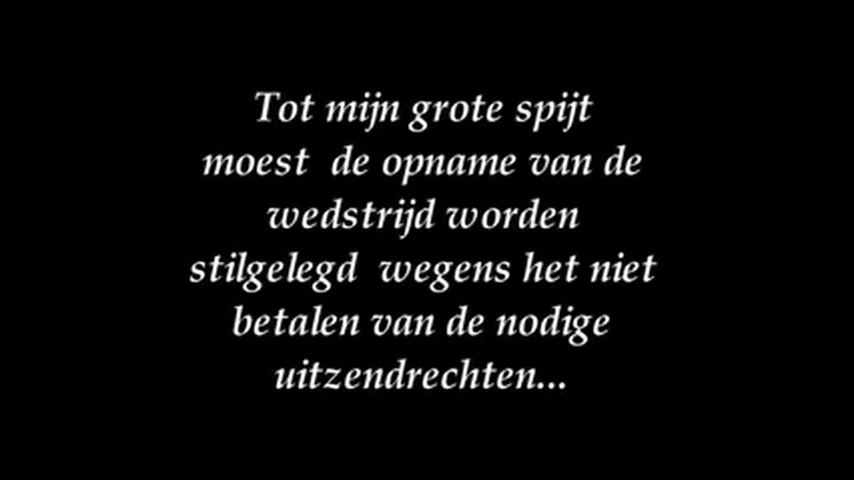 Tot mijn grote spijt
moest de opname van de
wedstrijd worden
stilgelegd wegens het niet
betalen van de nodige
uitzendrechten...